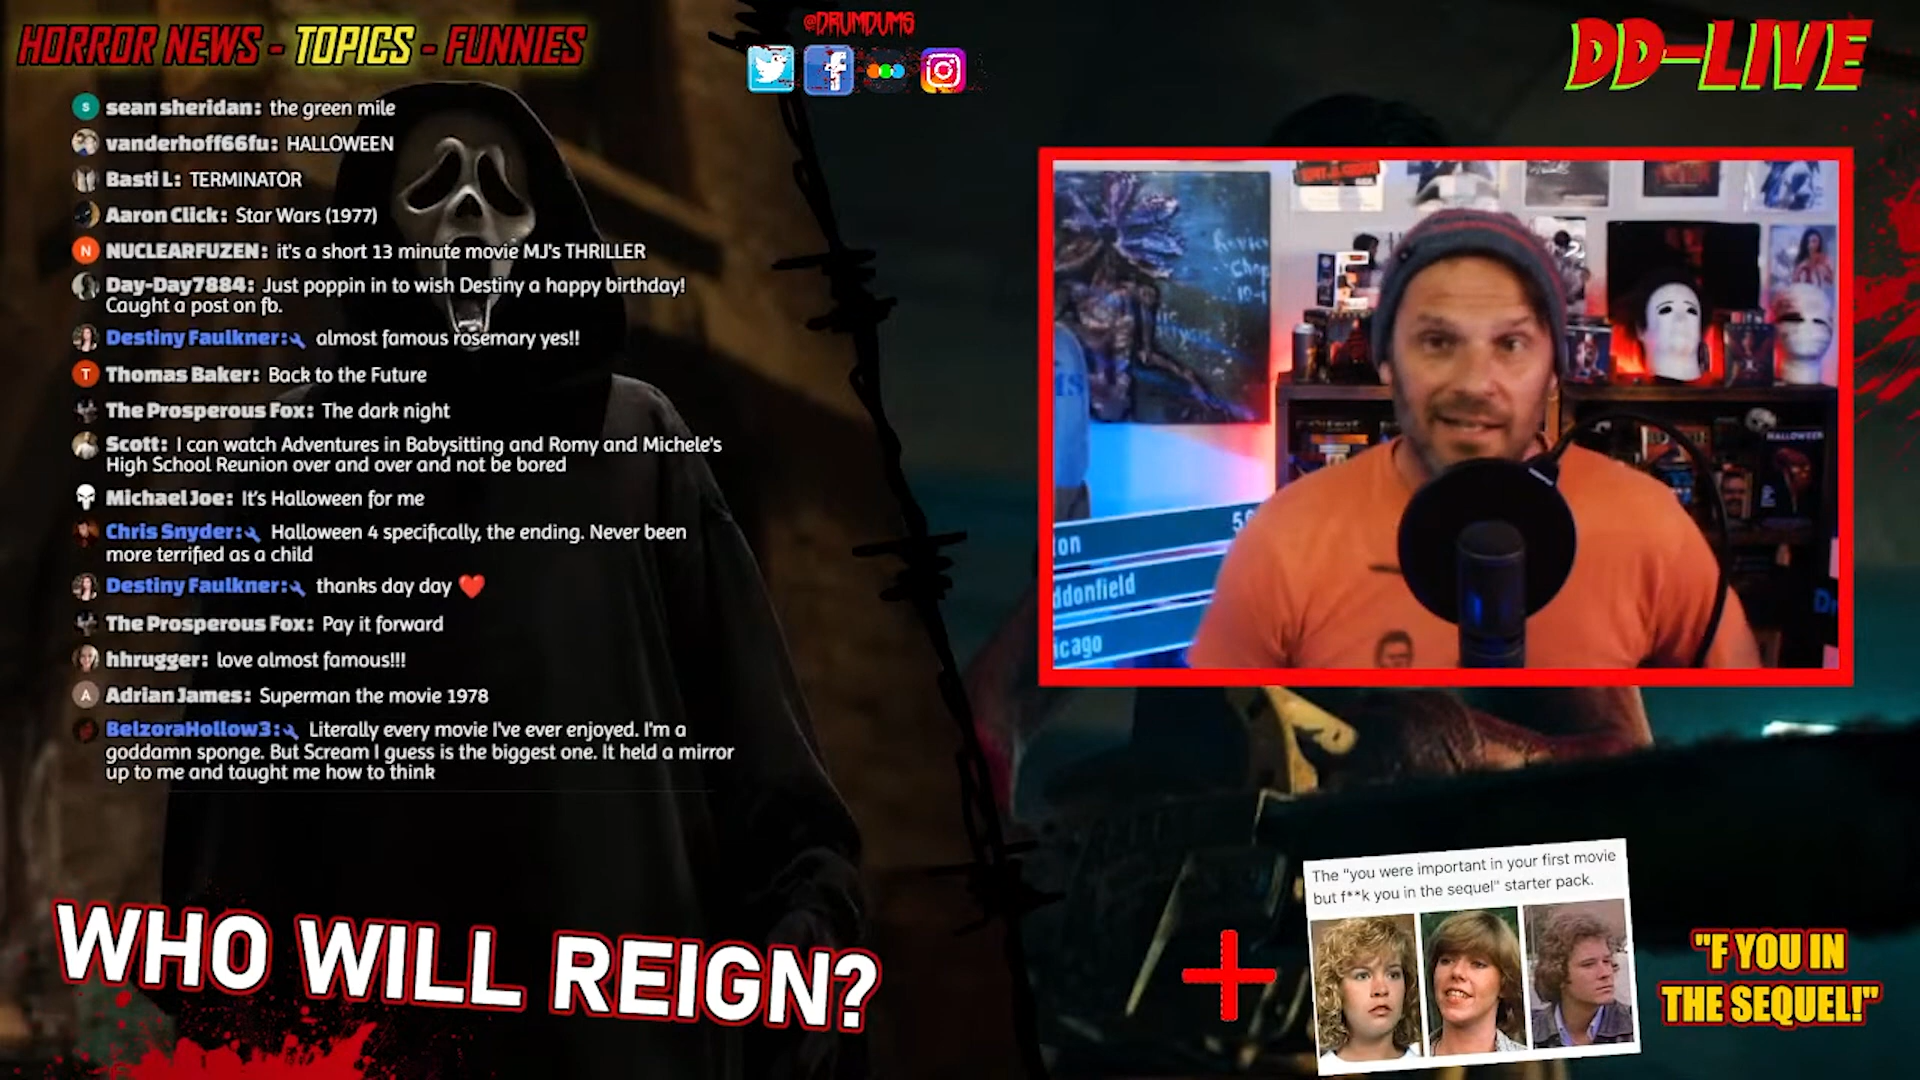 HORROR NEWS - TOPICS - FUNNIES
@DRUMDUMS
DD-LIVE
S sean sheridan: the green mile
vanderhoff66fu: HALLOWEEN
Basti L: TERMINATOR
Aaron Click: Star Wars (1977)
N NUCLEARFUZEN: it's a short 13 minute movie MJ's THRILLER
Day-Day7884: Just poppin in to wish Destiny a happy birthday!
Caught a post on fb.
Destiny Faulkner: almost famous rosemary yes!!
T Thomas Baker: Back to the Future
The Prosperous Fox: The dark night
Scott: I can watch Adventures in Babysitting and Romy and Michele's
High School Reunion over and over and not be bored
Michael Joe: It's Halloween for me
Chris Snyder: Halloween 4 specifically, the ending. Never been
more terrified as a child
Destiny Faulkner: thanks day day ❤️
The Prosperous Fox: Pay it forward
hhrugger: love almost famous!!!
A Adrian James: Superman the movie 1978
BelzoraHollow3: Literally every movie I've ever enjoyed. I'm a
goddamn sponge. But Scream I guess is the biggest one. It held a mirror
up to me and taught me how to think
HALLOWEEN
ton
ddonfield
icago
WHO WILL REIGN?
The "you were important in your first movie
but f**k you in the sequel" starter pack.
"F YOU IN
THE SEQUEL!"